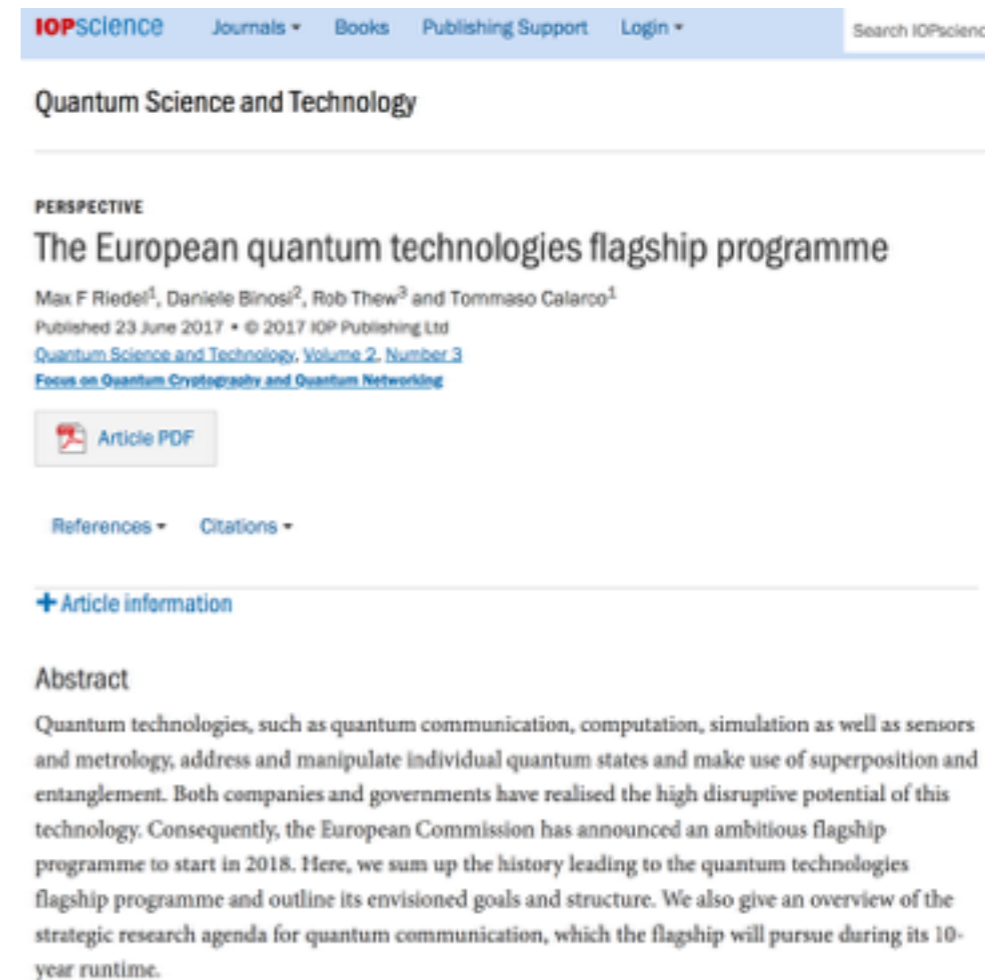 IOPscience Journals Books Publishing Support Login Search IOPscienc
Quantum Science and Technology
PERSPECTIVE
The European quantum technologies flagship programme
Max F Riedel1, Daniele Binosi2, Rob Thew3 and Tommaso Calarco1
Published 23 June 2017 • © 2017 IOP Publishing Ltd
Quantum Science and Technology, Volume 2, Number 3
Focus on Quantum Cryptography and Quantum Networking
Article PDF
References Citations
+ Article information
Abstract
Quantum technologies, such as quantum communication, computation, simulation as well as sensors
and metrology, address and manipulate individual quantum states and make use of superposition and
entanglement. Both companies and governments have realised the high disruptive potential of this
technology. Consequently, the European Commission has announced an ambitious flagship
programme to start in 2018. Here, we sum up the history leading to the quantum technologies
flagship programme and outline its envisioned goals and structure. We also give an overview of the
strategic research agenda for quantum communication, which the flagship will pursue during its 10-
year runtime.